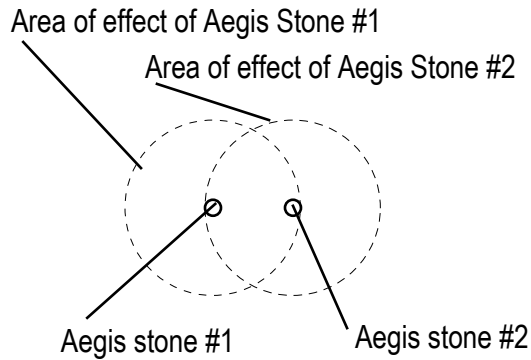 Area of effect of Aegis Stone #1
Area of effect of Aegis Stone #2
Aegis stone #1
Aegis stone #2